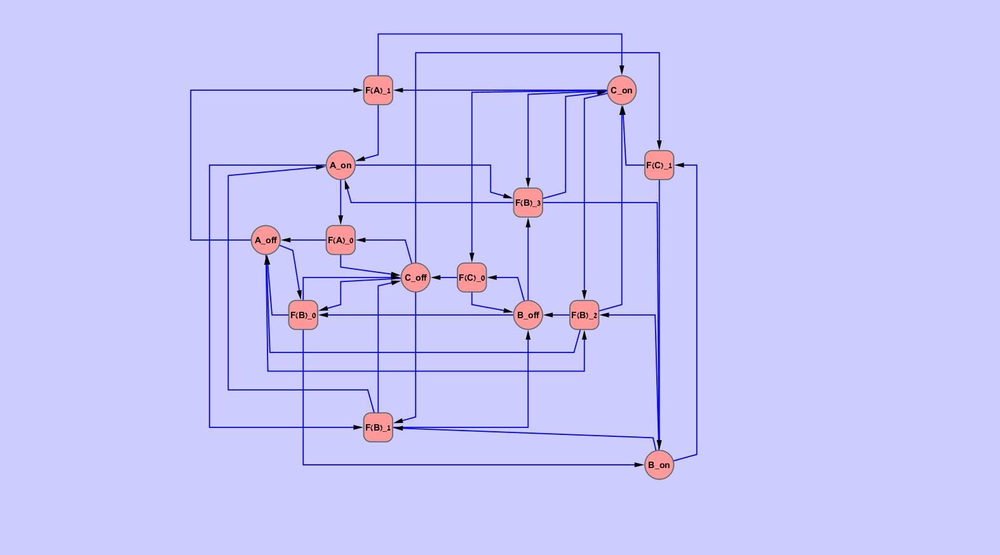 F(A)_1
C_on
A_on
F(C)_1
F(B)_3
A_off
F(A)_0
C_off
F(C)_0
F(B)_0
B_off
F(B)_2
F(B)_1
B_on